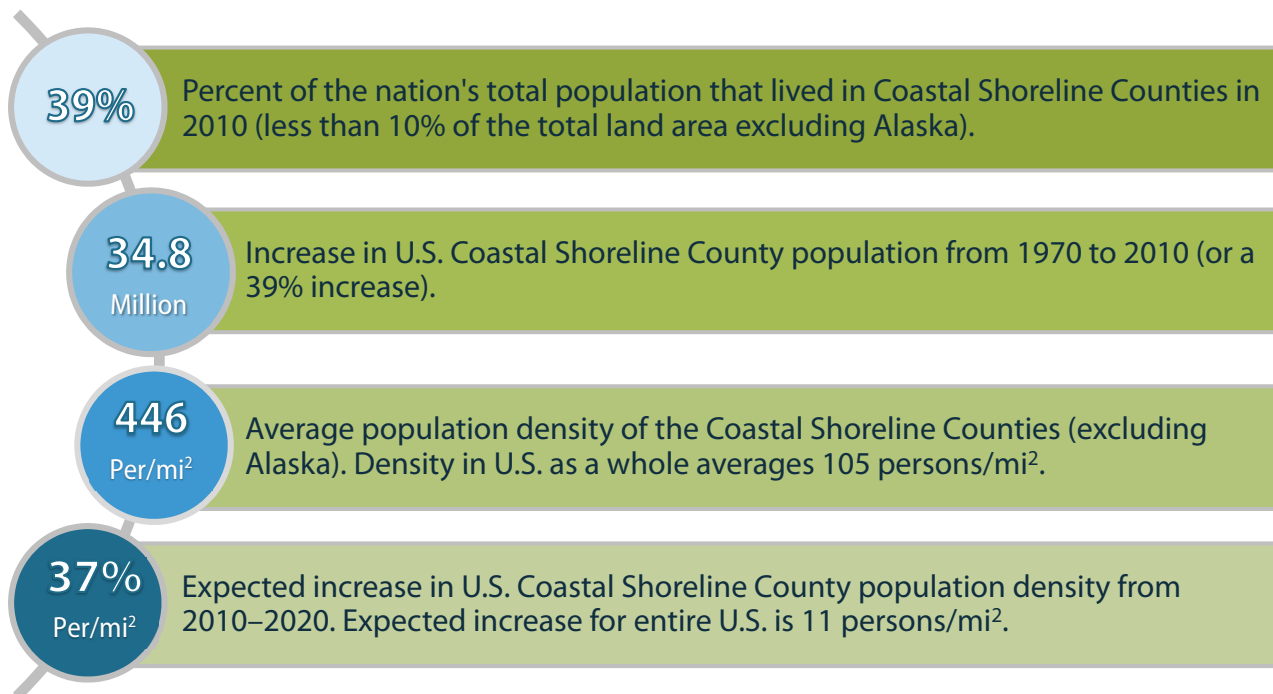 39%
Percent of the nation's total population that lived in Coastal Shoreline Counties in
2010 (less than 10% of the total land area excluding Alaska).
34.8
Million
Increase in U.S. Coastal Shoreline County population from 1970 to 2010 (or a
39% increase).
446
Per/mi²
Average population density of the Coastal Shoreline Counties (excluding
Alaska). Density in U.S. as a whole averages 105 persons/mi².
37%
Per/mi²
Expected increase in U.S. Coastal Shoreline County population density from
2010–2020. Expected increase for entire U.S. is 11 persons/mi².